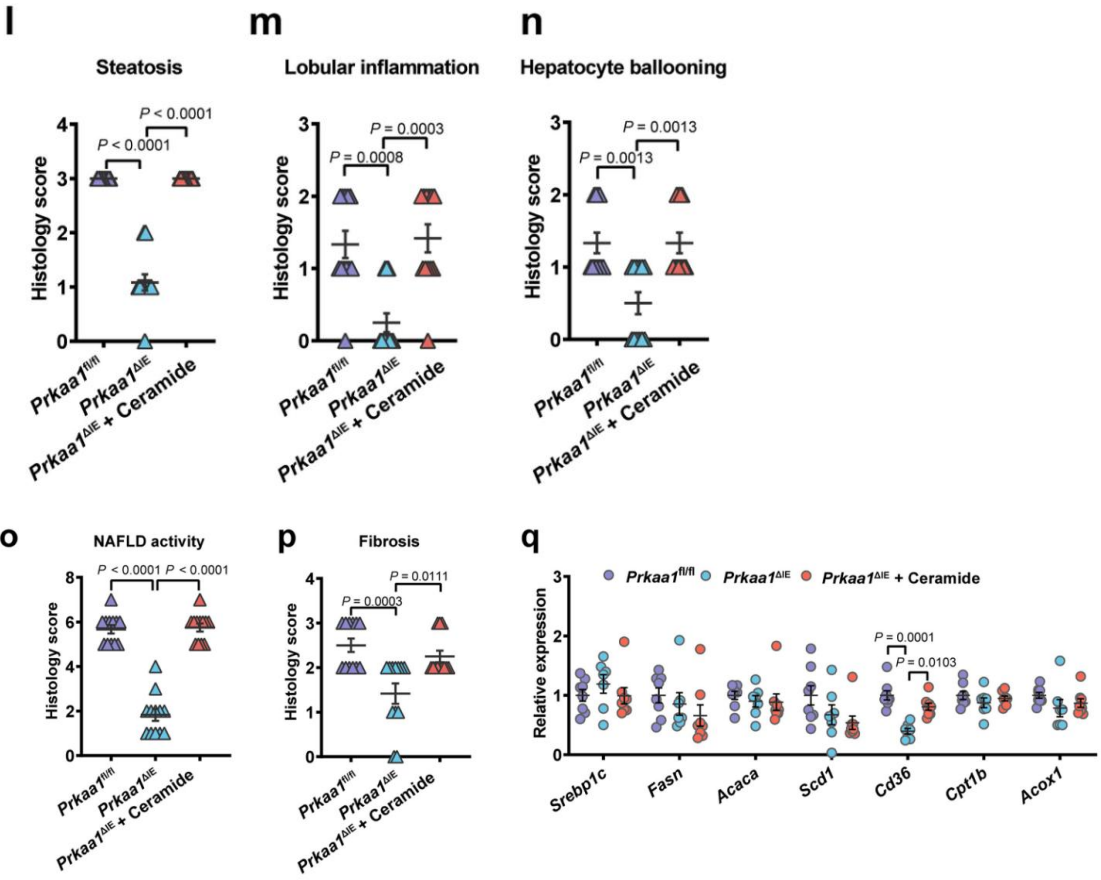 l
Steatosis
Histology score
4
3
2
1
0
P < 0.0001
P < 0.0001
Prkaa1fl/fl
Prkaa1ΔIE
Prkaa1ΔIE + Ceramide
m
Lobular inflammation
Histology score
3
2
1
0
P = 0.0003
P = 0.0008
Prkaa1fl/fl
Prkaa1ΔIE
Prkaa1ΔIE + Ceramide
n
Hepatocyte ballooning
Histology score
3
2
1
0
P = 0.0013
P = 0.0013
Prkaa1fl/fl
Prkaa1ΔIE
Prkaa1ΔIE + Ceramide
o
NAFLD activity
Histology score
8
6
4
2
0
P < 0.0001 P < 0.0001
Prkaa1fl/fl
Prkaa1ΔIE
Prkaa1ΔIE + Ceramide
p
Fibrosis
Histology score
4
3
2
1
0
P = 0.0111
P = 0.0003
Prkaa1fl/fl
Prkaa1ΔIE
Prkaa1ΔIE + Ceramide
q
Relative expression
3
2
1
0
Prkaa1fl/fl Prkaa1ΔIE Prkaa1ΔIE + Ceramide
P = 0.0001
P = 0.0103
Srebp1c
Fasn
Acaca
Scd1
Cd36
Cpt1b
Acox1